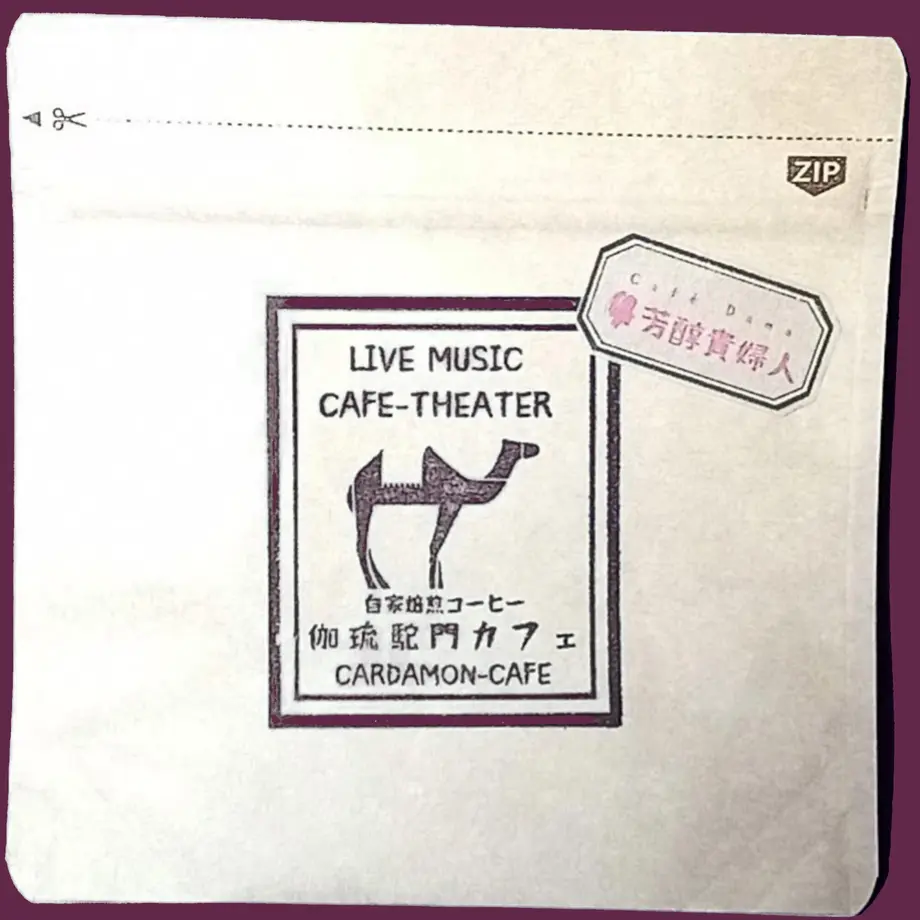 ZIP
Café Dama
芳醇貴婦人
LIVE MUSIC
CAFE-THEATER
自家焙煎コーヒー
伽琉駝門カフェ
CARDAMON-CAFE